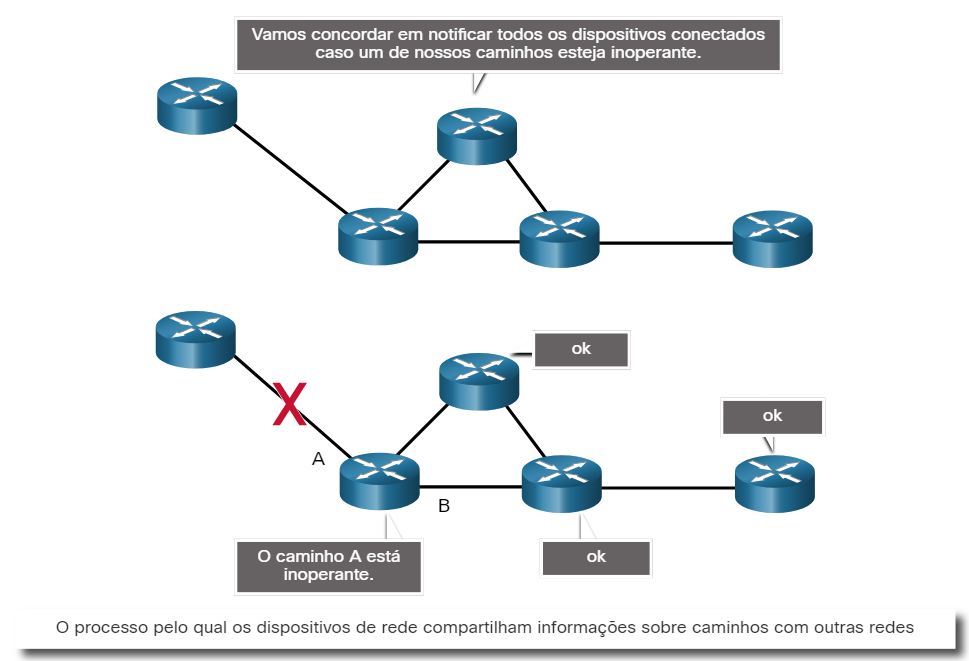 Vamos concordar em notificar todos os dispositivos conectados
caso um de nossos caminhos esteja inoperante.
ok
ok
X
A
B
O caminho A está
inoperante.
ok
O processo pelo qual os dispositivos de rede compartilham informações sobre caminhos com outras redes